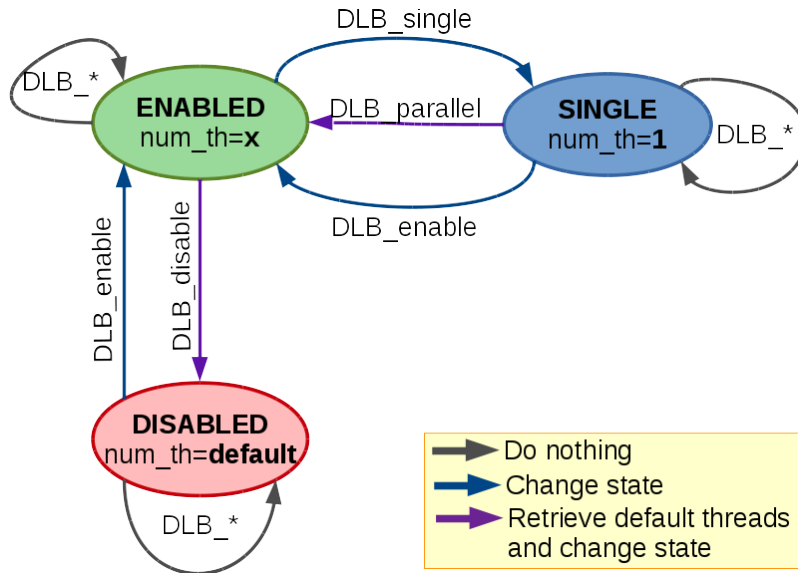 DLB_single
DLB_*
ENABLED
num_th=x
DLB_parallel
SINGLE
num_th=1
DLB_*
DLB_enable
DLB_enable
DLB_disable
DISABLED
num_th=default
DLB_*
Do nothing
Change state
Retrieve default threads
and change state